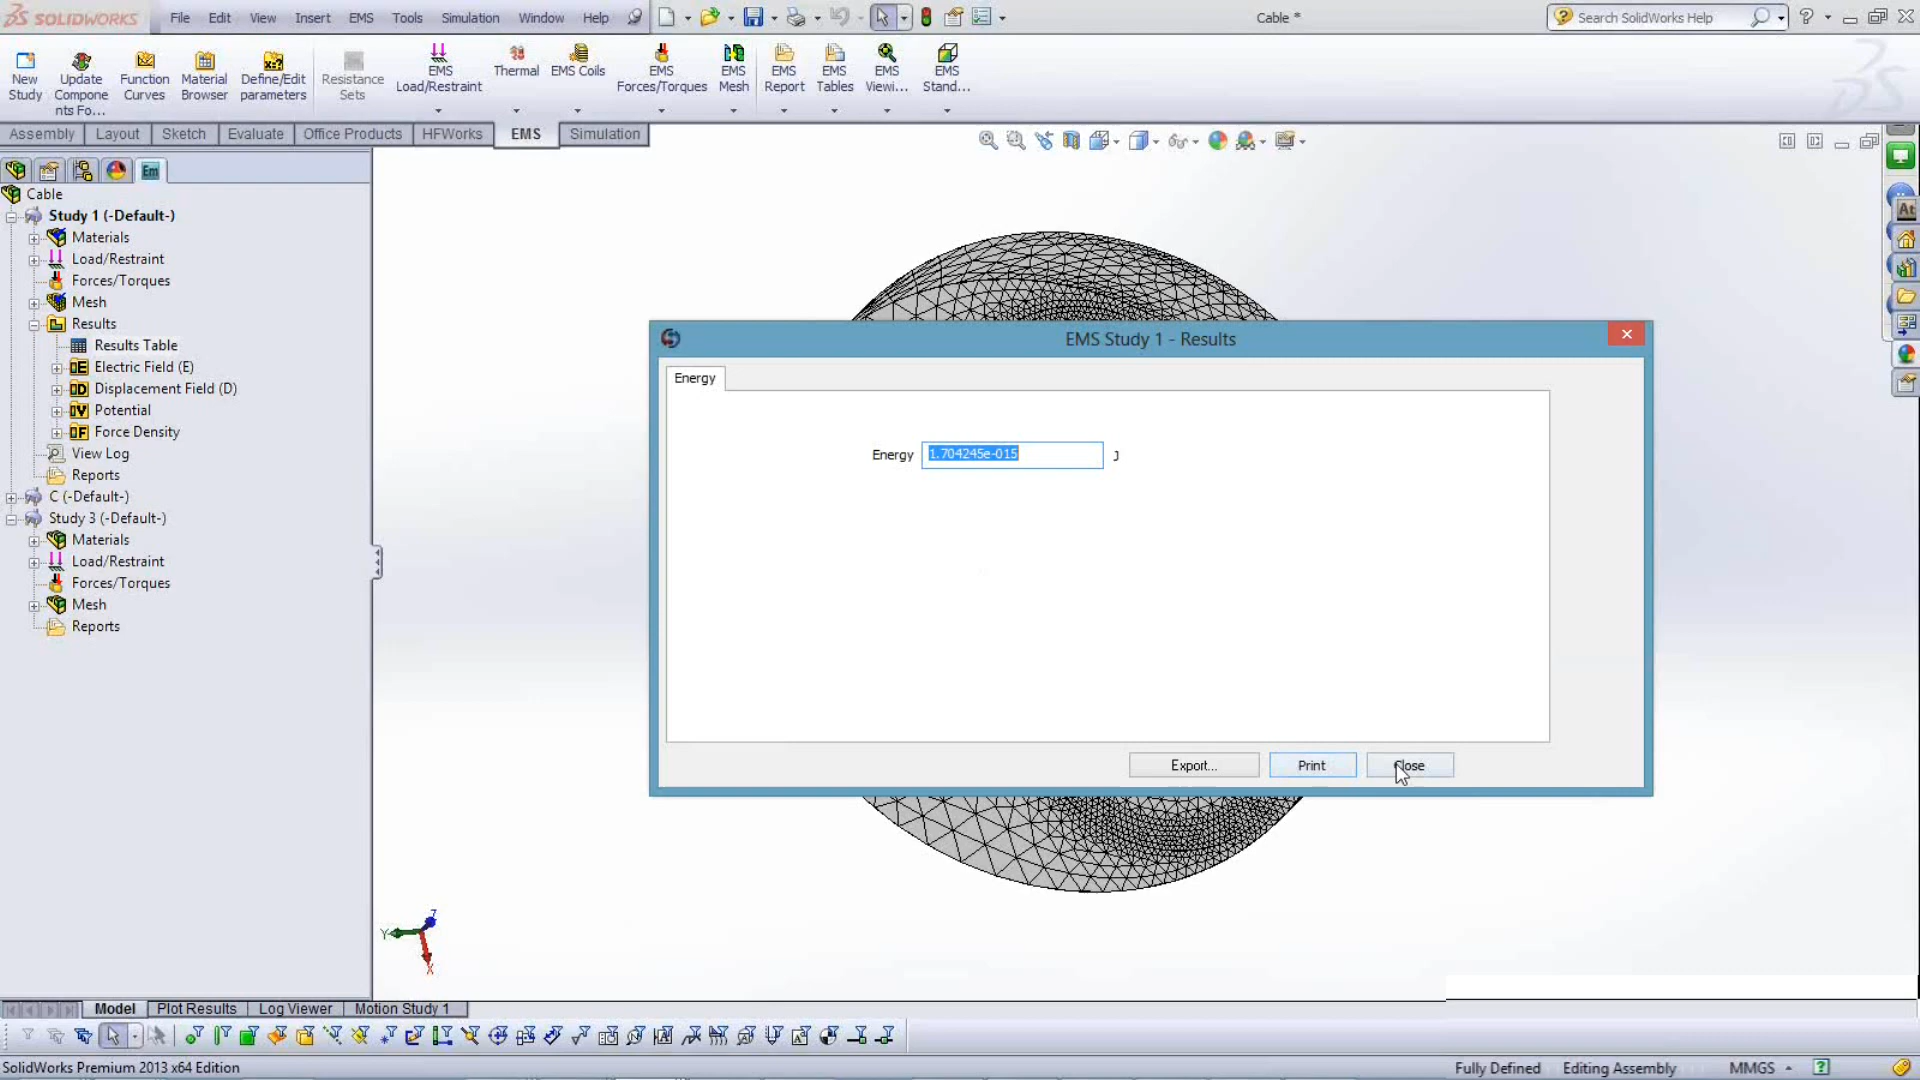 SOLIDWORKS File Edit View Insert EMS Tools Simulation Window Help Cable * Search SolidWorks Help
New Study
Update Compone nts Fo...
Function Curves
Material Browser
Define/Edit parameters
Resistance Sets
EMS Load/Restraint
Thermal
EMS Coils
EMS Forces/Torques
EMS Mesh
EMS Report
EMS Tables
EMS Viewi...
EMS Stand...
Assembly Layout Sketch Evaluate Office Products HFWorks EMS Simulation
Em
Cable
Study 1 (-Default-)
Materials
Load/Restraint
Forces/Torques
Mesh
Results
Results Table
Electric Field (E)
Displacement Field (D)
Potential
Force Density
View Log
Reports
C (-Default-)
Study 3 (-Default-)
Materials
Load/Restraint
Forces/Torques
Mesh
Reports
EMS Study 1 - Results
Energy
Energy 1.704245e-015 J
Export... Print Close
At
Z
Y
X
Model Plot Results Log Viewer Motion Study 1
SolidWorks Premium 2013 x64 Edition Fully Defined Editing Assembly MMGS